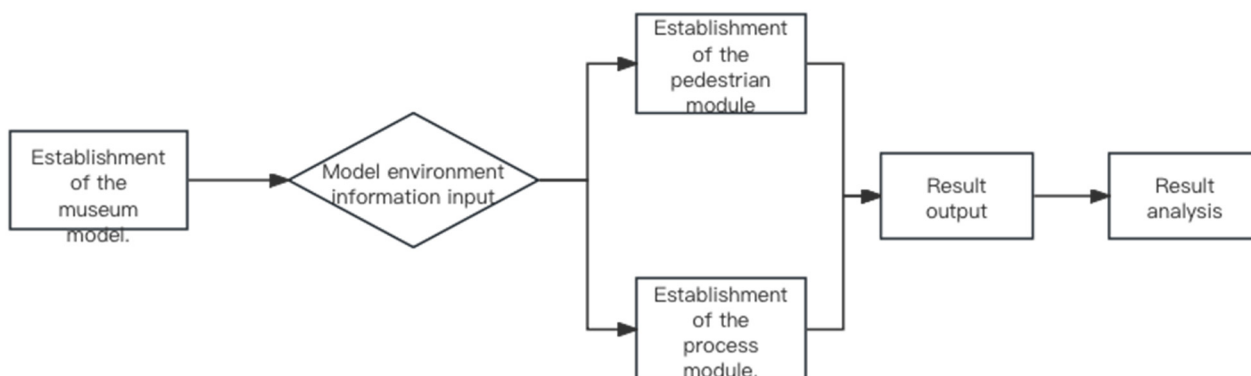 Establishment
of the
museum
model.
Model environment
information input
Establishment
of the
pedestrian
module
Establishment
of the
process
module.
Result
output
Result
analysis